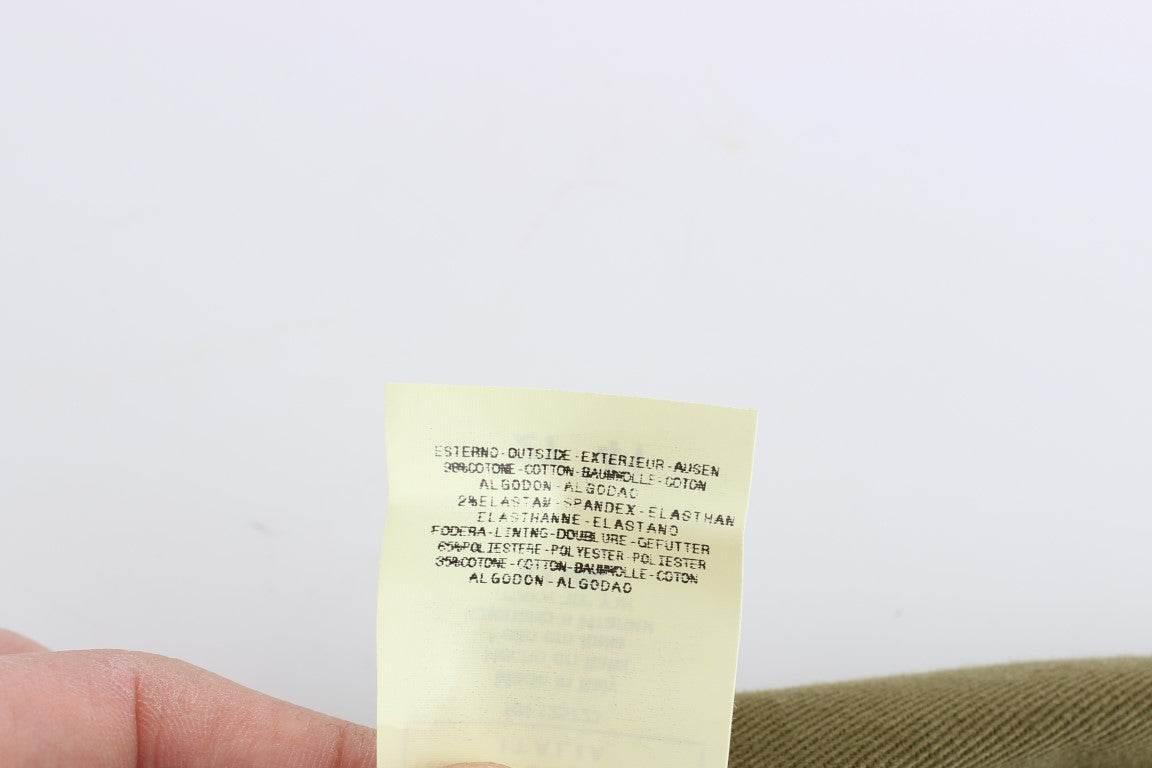 ESTERNO-OUTSIDE-EXTERIEUR-AUSEN
98%COTONE-COTTON-BAUMWOLLE-COTON
ALGODON-ALGODAO
2%ELASTAM-SPANDEX-ELASTHAN
ELASTHANNE-ELASTANO
FODERA-LINING-DOUBLURE-GEFUTTER
65%POLIESTERE-POLYESTER-POLIESTER
35%COTONE-COTTON-BAUMWOLLE-COTON
ALGODON-ALGODAO